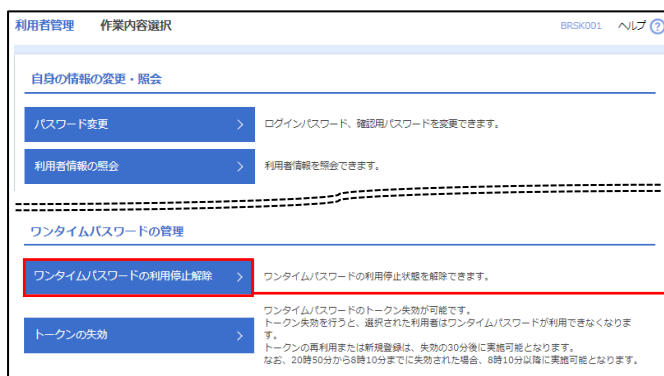 利用者管理 作業内容選択 BRSK001 ヘルプ ?
自身の情報の変更・照会
パスワード変更 > ログインパスワード、確認用パスワードを変更できます。
利用者情報の照会 > 利用者情報を照会できます。
ワンタイムパスワードの管理
ワンタイムパスワードの利用停止解除 > ワンタイムパスワードの利用停止状態を解除できます。
ワンタイムパスワードのトークン失効が可能です。
トークン失効を行うと、選択された利用者はワンタイムパスワードが利用できなくなりま
す。
トークンの失効 >
トークンの再利用または新規登録は、失効の30分後に実施可能となります。
なお、20時50分から8時10分までに失効された場合、8時10分以降に実施可能となります。